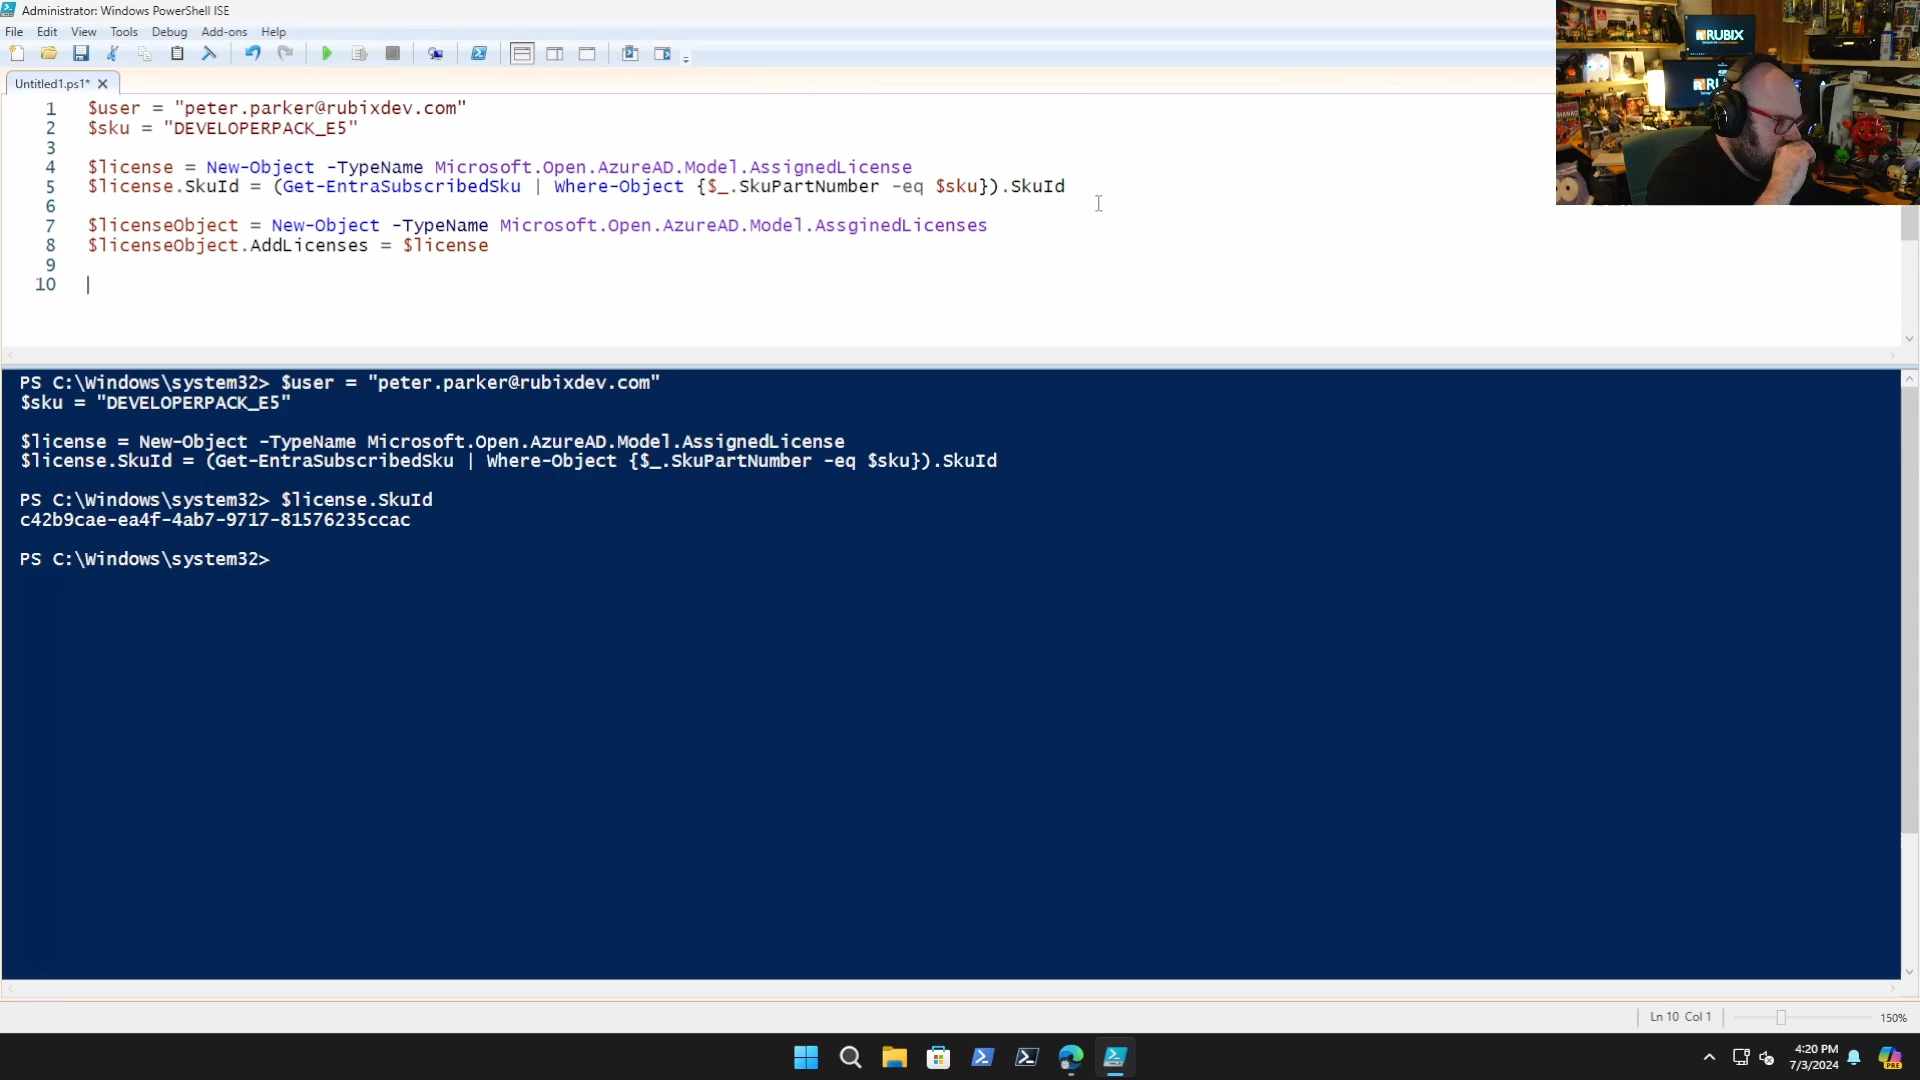 Administrator: Windows PowerShell ISE
File Edit View Tools Debug Add-ons Help
Untitled1.ps1*
1 $user = "peter.parker@rubixdev.com"
2 $sku = "DEVELOPERPACK_E5"
3
4 $license = New-Object -TypeName Microsoft.Open.AzureAD.Model.AssignedLicense
5 $license.SkuId = (Get-EntraSubscribedSku | Where-Object {$_.SkuPartNumber -eq $sku}).SkuId
6
7 $licenseObject = New-Object -TypeName Microsoft.Open.AzureAD.Model.AssginedLicenses
8 $licenseObject.AddLicenses = $license
9
10
RUBIX
PS C:\Windows\system32> $user = "peter.parker@rubixdev.com"
$sku = "DEVELOPERPACK_E5"
$license = New-Object -TypeName Microsoft.Open.AzureAD.Model.AssignedLicense
$license.SkuId = (Get-EntraSubscribedSku | Where-Object {$_.SkuPartNumber -eq $sku}).SkuId
PS C:\Windows\system32> $license.SkuId
c42b9cae-ea4f-4ab7-9717-81576235ccac
PS C:\Windows\system32>
Ln 10 Col 1
150%
4:20 PM
7/3/2024
PRE